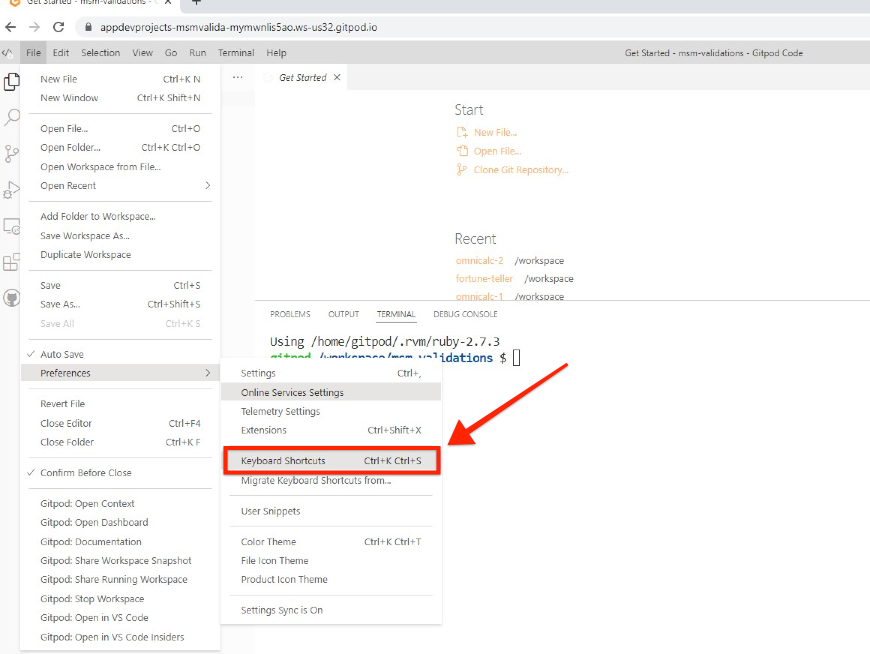 Get Started - msm-validations - G
appdevprojects-msmvalida-mymwnlis5ao.ws-us32.gitpod.io
File Edit Selection View Go Run Terminal Help Get Started - msm-validations - Gitpod Code
New File Ctrl+K N
New Window Ctrl+K Shift+N
Open File... Ctrl+O
Open Folder... Ctrl+K Ctrl+O
Open Workspace from File...
Open Recent
Add Folder to Workspace...
Save Workspace As...
Duplicate Workspace
Save Ctrl+S
Save As... Ctrl+Shift+S
Save All Ctrl+K S
Auto Save
Preferences
Revert File
Close Editor Ctrl+F4
Close Folder Ctrl+K F
Confirm Before Close
Gitpod: Open Context
Gitpod: Open Dashboard
Gitpod: Documentation
Gitpod: Share Workspace Snapshot
Gitpod: Share Running Workspace
Gitpod: Stop Workspace
Gitpod: Open in VS Code
Gitpod: Open in VS Code Insiders
Settings Ctrl+,
Online Services Settings
Telemetry Settings
Extensions Ctrl+Shift+X
Keyboard Shortcuts Ctrl+K Ctrl+S
Migrate Keyboard Shortcuts from...
User Snippets
Color Theme Ctrl+K Ctrl+T
File Icon Theme
Product Icon Theme
Settings Sync is On
Get Started
Start
New File...
Open File...
Clone Git Repository...
Recent
omnicalc-2 /workspace
fortune-teller /workspace
omnicalc-1 /workspace
PROBLEMS OUTPUT TERMINAL DEBUG CONSOLE
Using /home/gitpod/.rvm/ruby-2.7.3
gitpod /workspace/msm-validations $